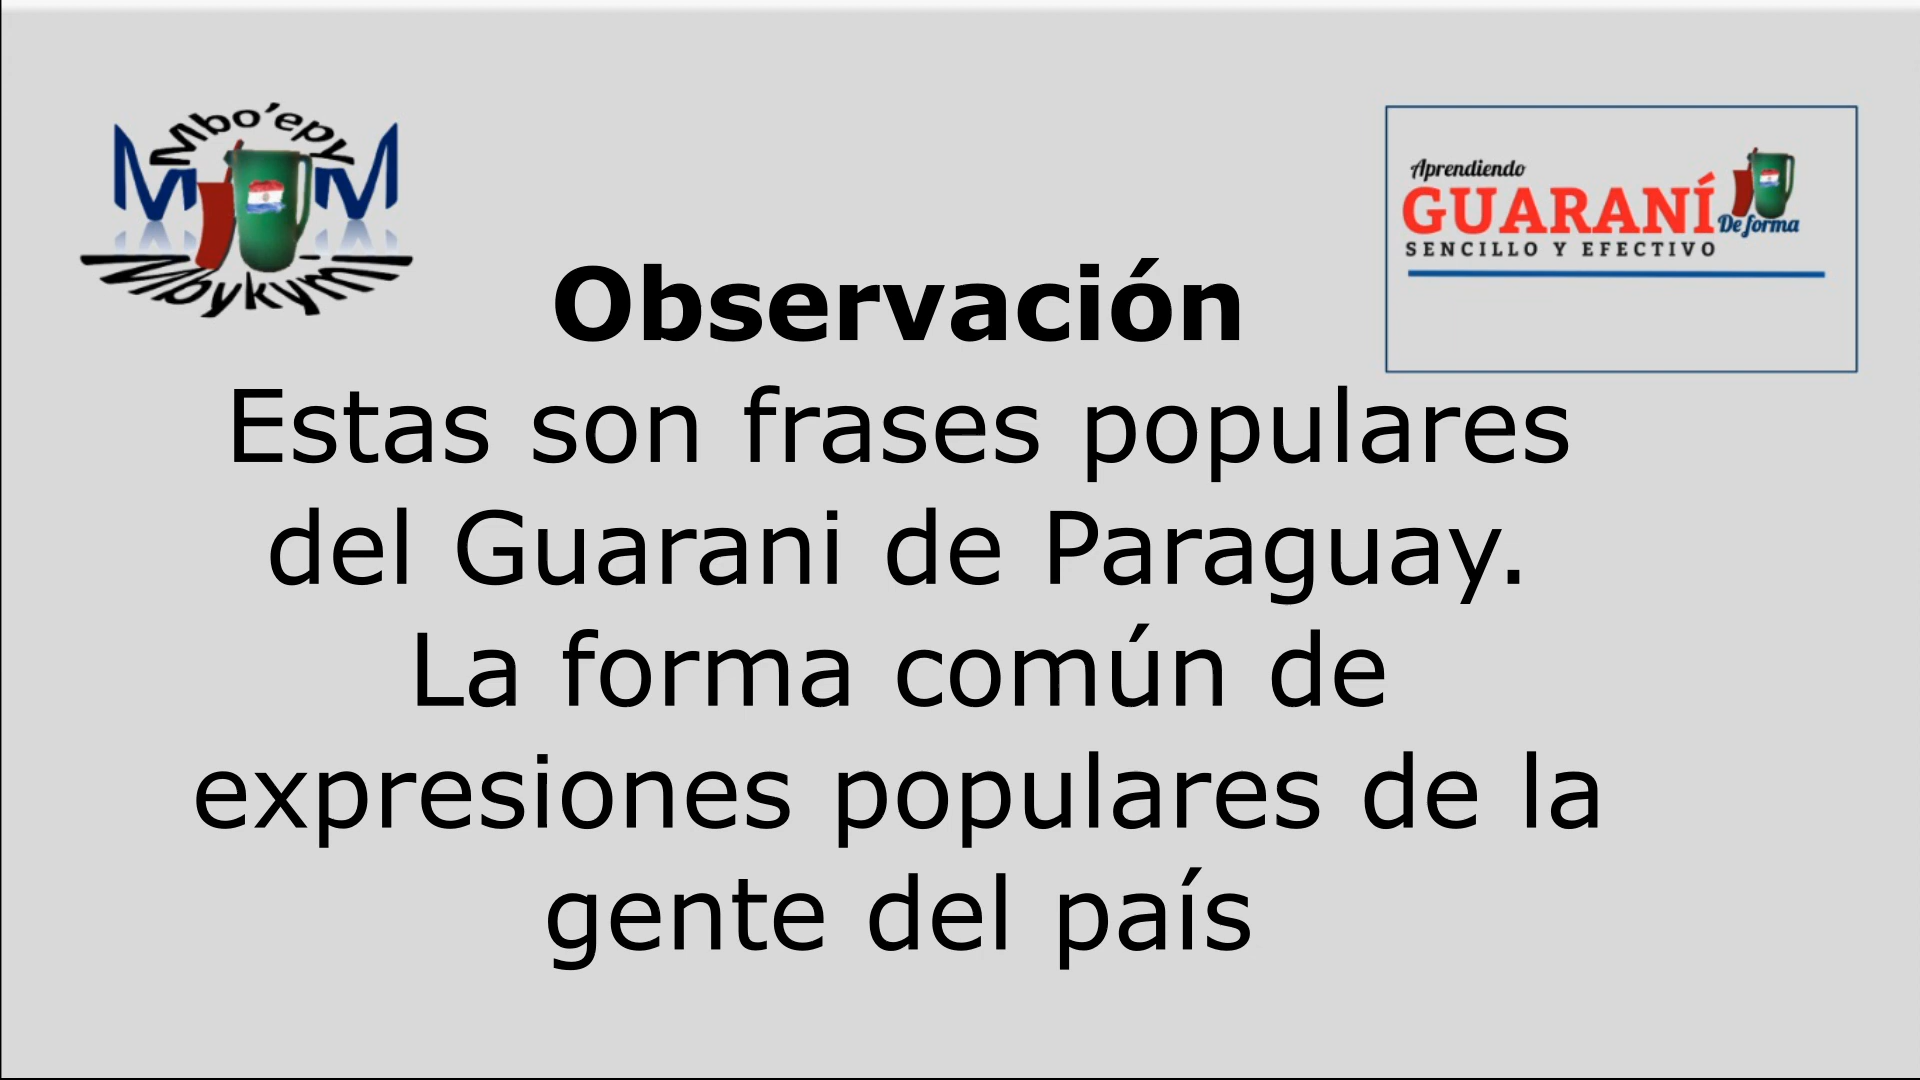 Mbo'epy
M M
Mbykymi
Aprendiendo
GUARANÍ De forma
SENCILLO Y EFECTIVO
Observación
Estas son frases populares
del Guarani de Paraguay.
La forma común de
expresiones populares de la
gente del país